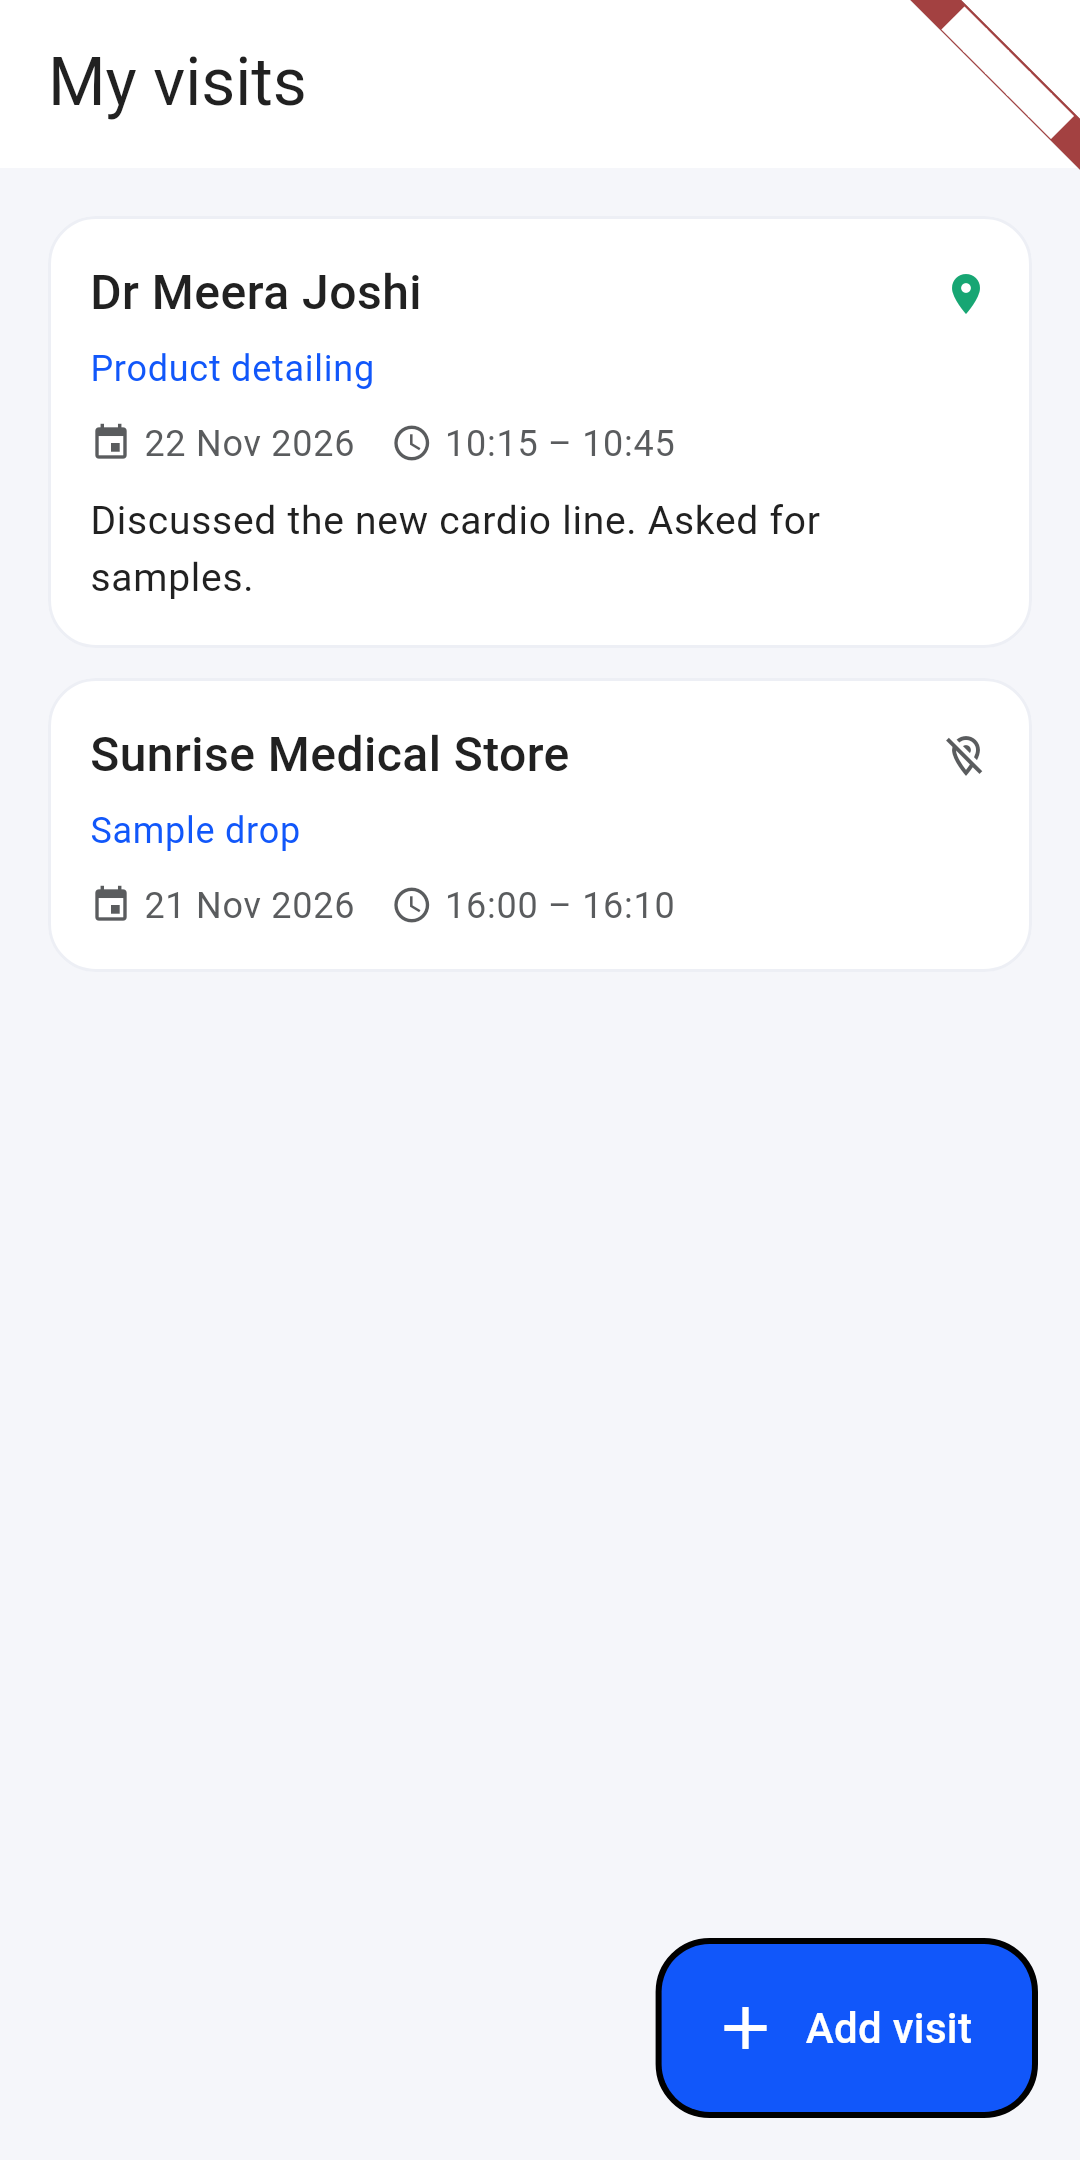 My visits
Dr Meera Joshi
Product detailing
22 Nov 2026 10:15 – 10:45
Discussed the new cardio line. Asked for
samples.
Sunrise Medical Store
Sample drop
21 Nov 2026 16:00 – 16:10
Add visit